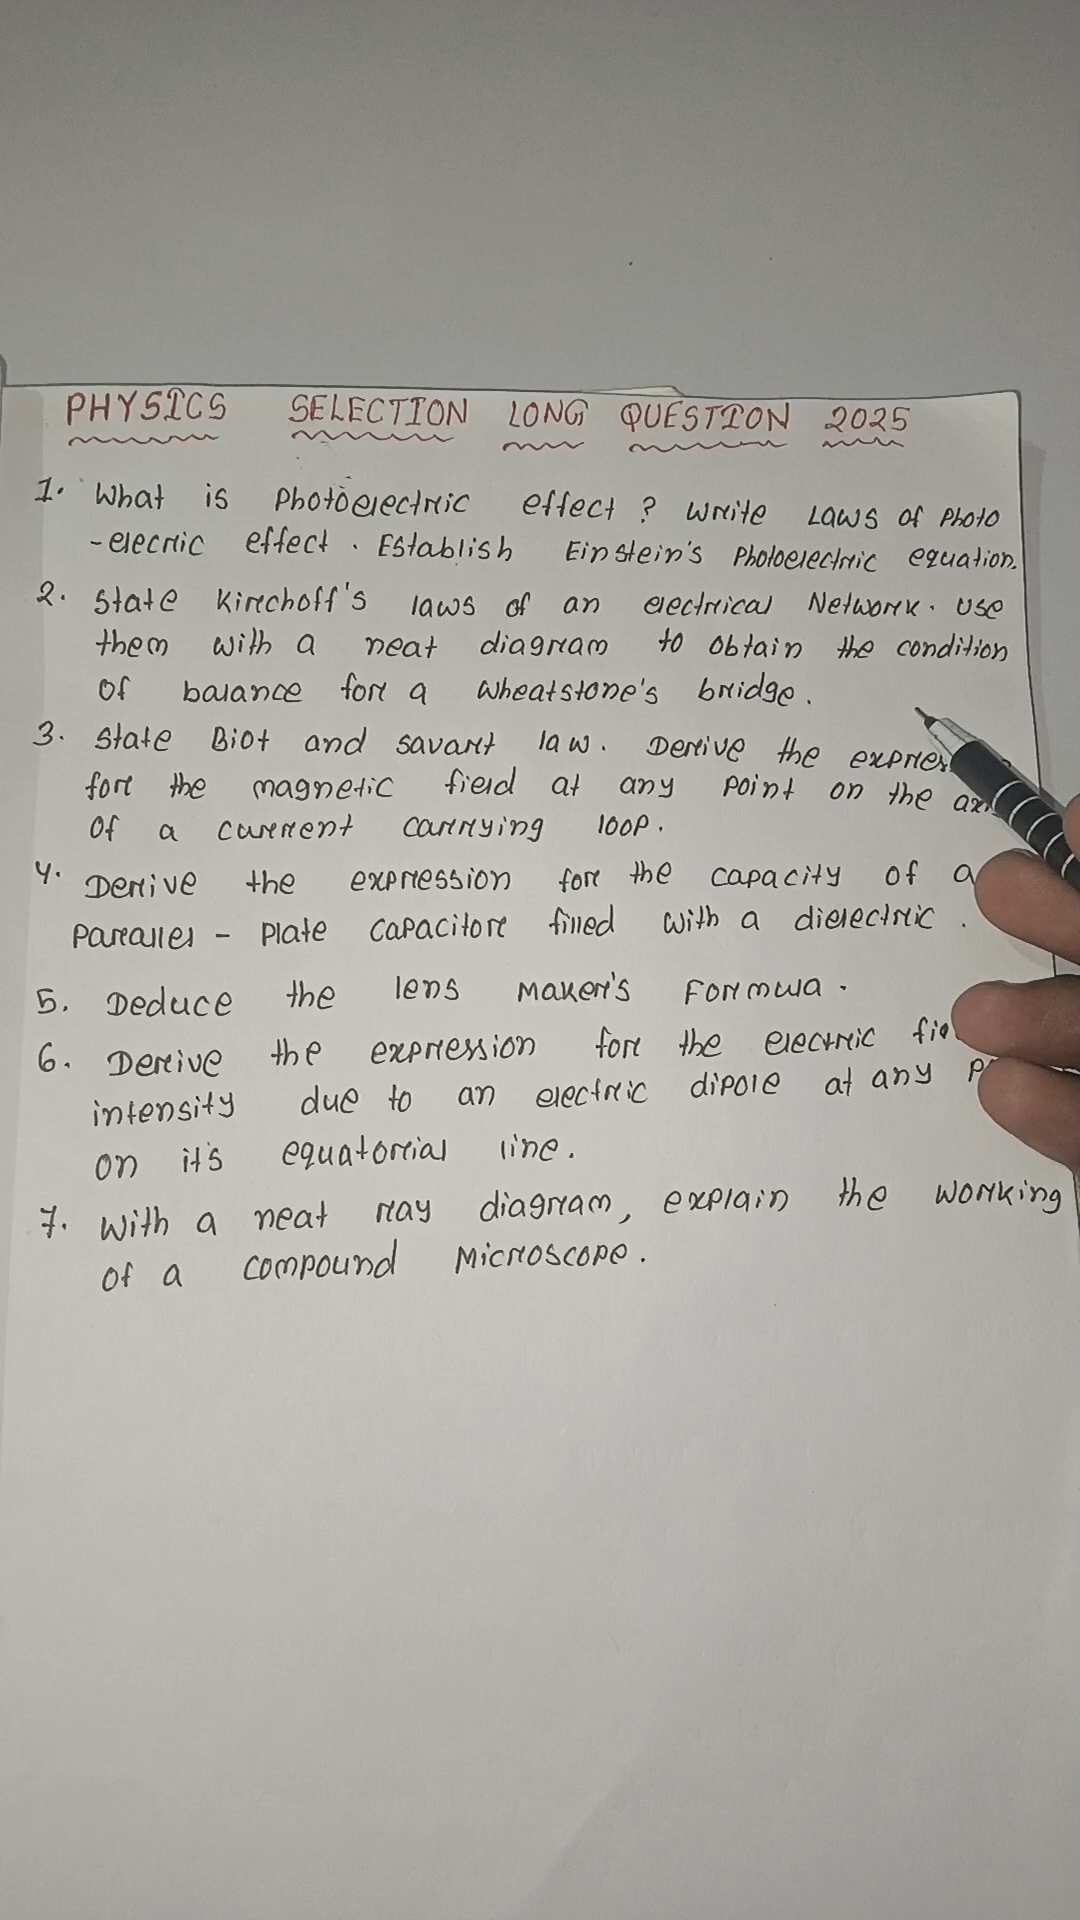 PHYSICS SELECTION LONG QUESTION 2025
1. What is Photoelectric effect? Write Laws of Photo
-elecric effect. Establish Einstein's Photoelectric equation.
2. State Kirchoff's laws of an electrical Network. Use
them with a neat diagram to obtain the condition
of balance for a Wheatstone's bridge.
3. State Biot and savart law. Derive the
for the magnetic field at any point on the
of a current carrying loop.
4. Derive the expression for the capacity of a
Parallel - Plate capacitor filled with a dielectric.
5. Deduce the lens Maker's Formula.
6. Derive the expression for the electric
intensity due to an electric dipole at any
on it's equatorial line.
7. With a neat ray diagram, explain the working
of a compound Microscope.